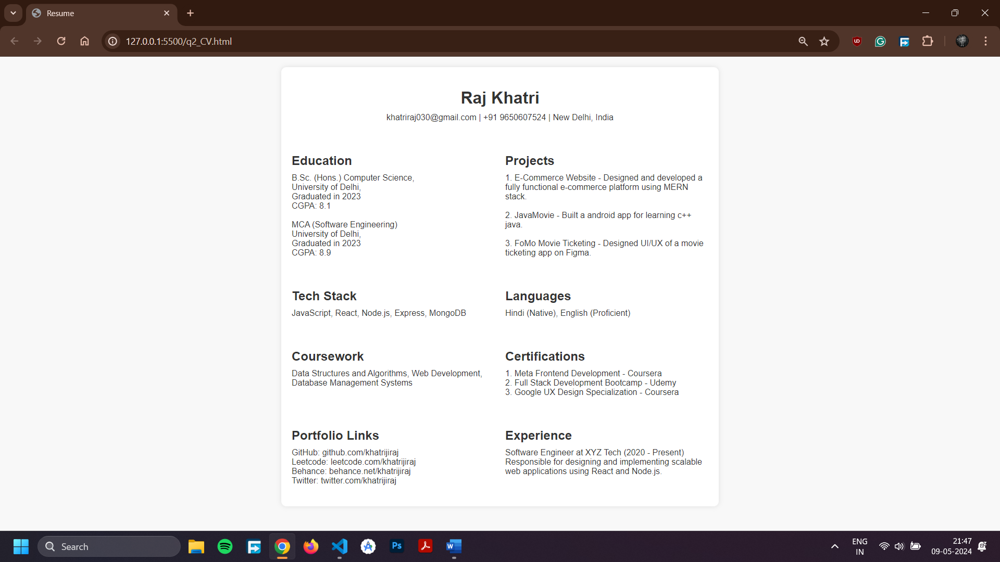 Resume
127.0.0.1:5500/q2_CV.html
Raj Khatri
khatriraj030@gmail.com | +91 9650607524 | New Delhi, India
Education
B.Sc. (Hons.) Computer Science,
University of Delhi,
Graduated in 2023
CGPA: 8.1
MCA (Software Engineering)
University of Delhi,
Graduated in 2023
CGPA: 8.9
Projects
1. E-Commerce Website - Designed and developed a
fully functional e-commerce platform using MERN
stack.
2. JavaMovie - Built a android app for learning c++
java.
3. FoMo Movie Ticketing - Designed UI/UX of a movie
ticketing app on Figma.
Tech Stack
JavaScript, React, Node.js, Express, MongoDB
Languages
Hindi (Native), English (Proficient)
Coursework
Data Structures and Algorithms, Web Development,
Database Management Systems
Certifications
1. Meta Frontend Development - Coursera
2. Full Stack Development Bootcamp - Udemy
3. Google UX Design Specialization - Coursera
Portfolio Links
GitHub: github.com/khatrijiraj
Leetcode: leetcode.com/khatrijiraj
Behance: behance.net/khatrijiraj
Twitter: twitter.com/khatrijiraj
Experience
Software Engineer at XYZ Tech (2020 - Present)
Responsible for designing and implementing scalable
web applications using React and Node.js.
Search
Ps
W
ENG
IN
21:47
09-05-2024